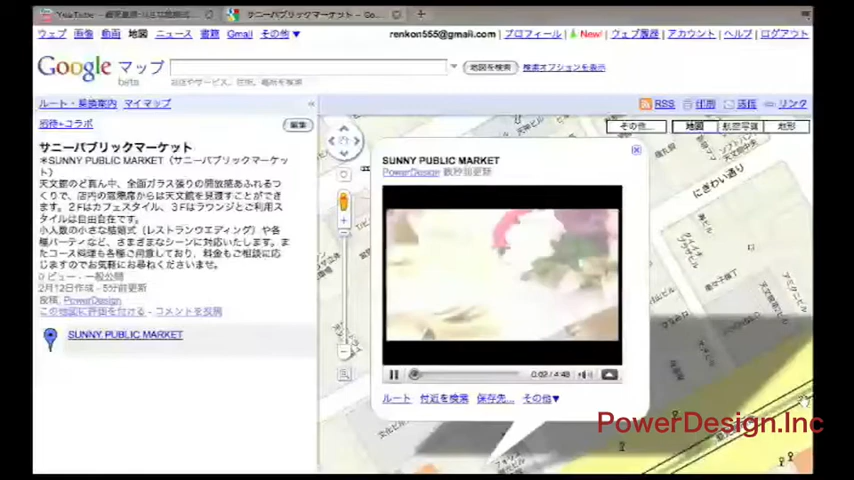 サニーパブリックマーケット - Go...
ウェブ 画像 動画 地図 ニュース 書籍 Gmail その他▼
renkon555@gmail.com | プロフィール | New! | ウェブ履歴 | アカウント | ヘルプ | ログアウト
Google マップ
beta
地図を検索
検索オプションを表示
ルート・乗換案内 マイマップ
«
RSS 印刷 送信 リンク
招待+コラボ
編集
その他...
地図
航空写真
地形
サニーパブリックマーケット
*SUNNY PUBLIC MARKET（サニーパブリックマーケッ
ト）
天文館のど真ん中、全面ガラス張りの開放感あふれるつ
くりで、店内の窓際席からは天文館を見渡すことができ
ます。2Fはカフェスタイル、3Fはラウンジとご利用ス
タイルは自由自在です。
小人数の小さな結婚式（レストランウエディング）や各
種パーティなど、さまざまなシーンに対応いたします。ま
たコース料理も各種ご用意しており、料金もご相談に応
じますのでお気軽にお尋ねくださいませ。
0 ビュー - 一般公開
2月12日作成 - 5分前更新
投稿 PowerDesign
この地図に評価を付ける - コメントを投稿
SUNNY PUBLIC MARKET
SUNNY PUBLIC MARKET
PowerDesign 数秒前更新
0:02 / 4:48
ルート 付近を検索 保存先... その他▼
にぎわい通り
PowerDesign.Inc